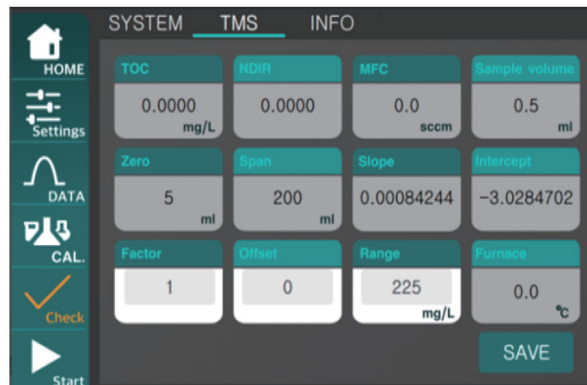 SYSTEM TMS INFO
HOME
Settings
DATA
CAL.
Check
Start
TOC NDIR MFC Sample volume
0.0000 0.0000 0.0 0.5
mg/L sccm ml
Zero Span Slope Intercept
5 200 0.00084244 -3.0284702
ml ml
Factor Offset Range Furnace
1 0 225 0.0
mg/L ℃
SAVE